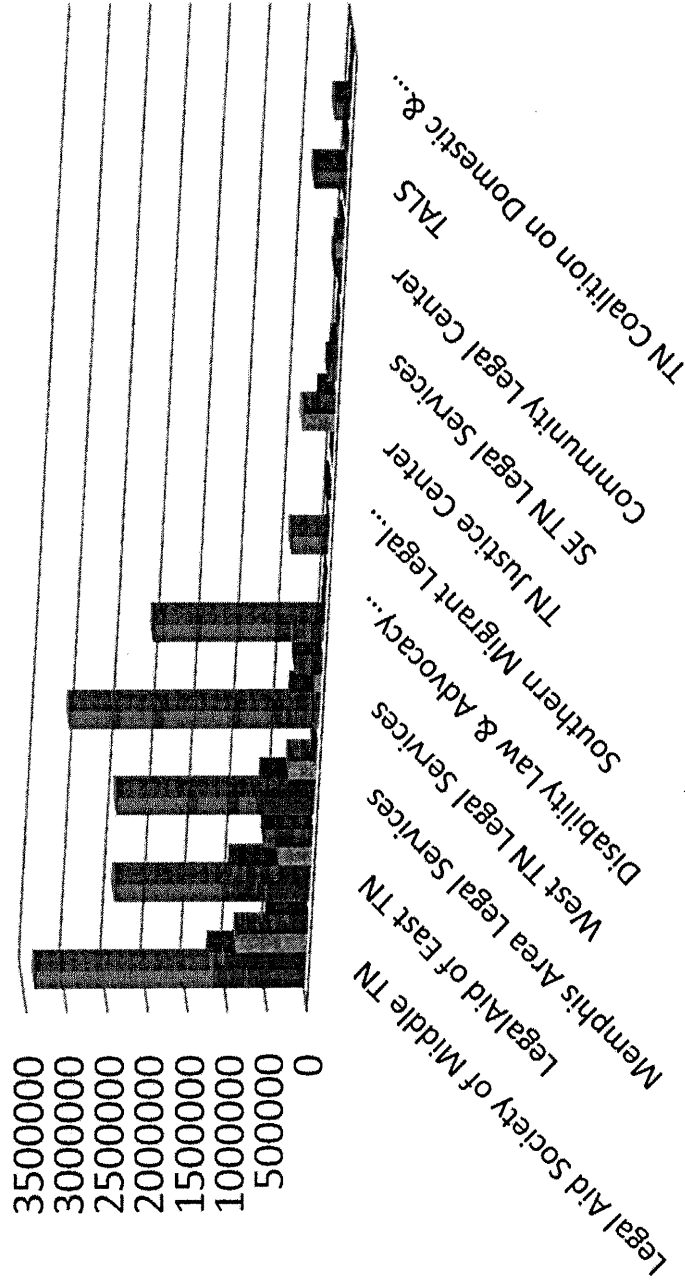 3500000
3000000
2500000
2000000
1500000
1000000
500000
0
Legal Aid Society of Middle TN
LegalAid of East TN
Memphis Area Legal Services
West TN Legal Services
Disability Law & Advocacy...
Southern Migrant Legal...
TN Justice Center
SE TN Legal Services
Community Legal Center
TALS
TN Coalition on Domestic &...